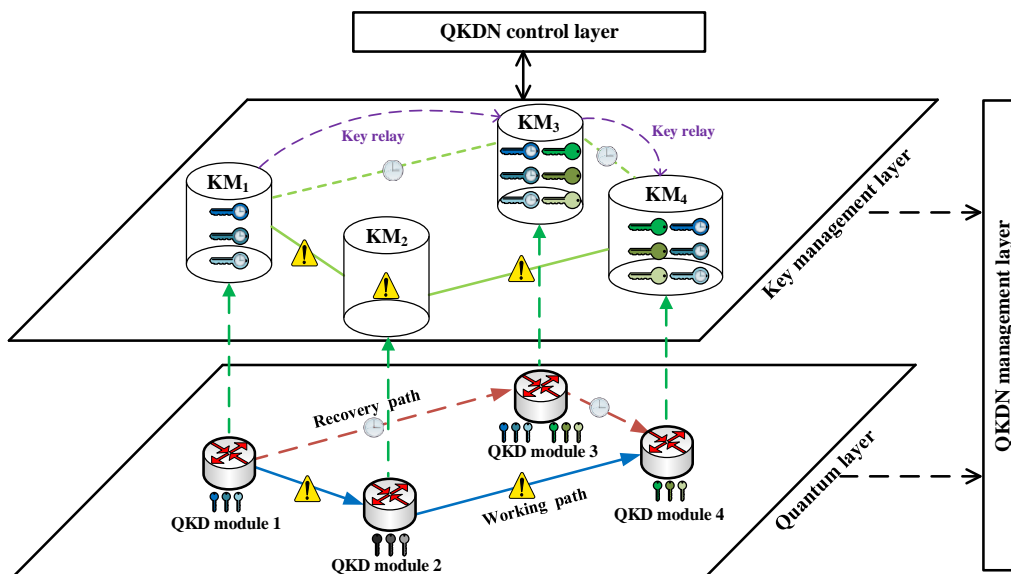 QKDN control layer
Key relay
KM3
Key relay
KM1
KM4
KM2
Key management layer
QKDN management layer
Recovery path
QKD module 3
QKD module 1
Working path
QKD module 4
QKD module 2
Quantum layer